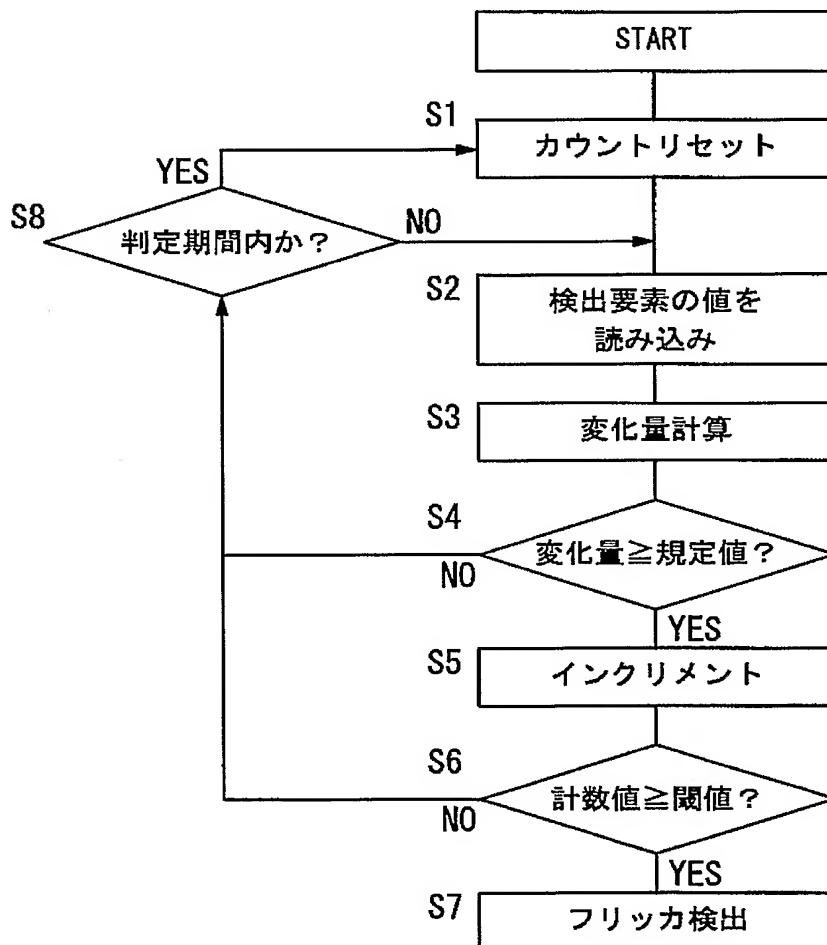 START
S1
カウントリセット
YES
S8
判定期間内か?
NO
S2
検出要素の値を
読み込み
S3
変化量計算
S4
変化量≧規定値?
NO
YES
S5
インクリメント
S6
計数値≧閾値?
NO
YES
S7
フリッカ検出